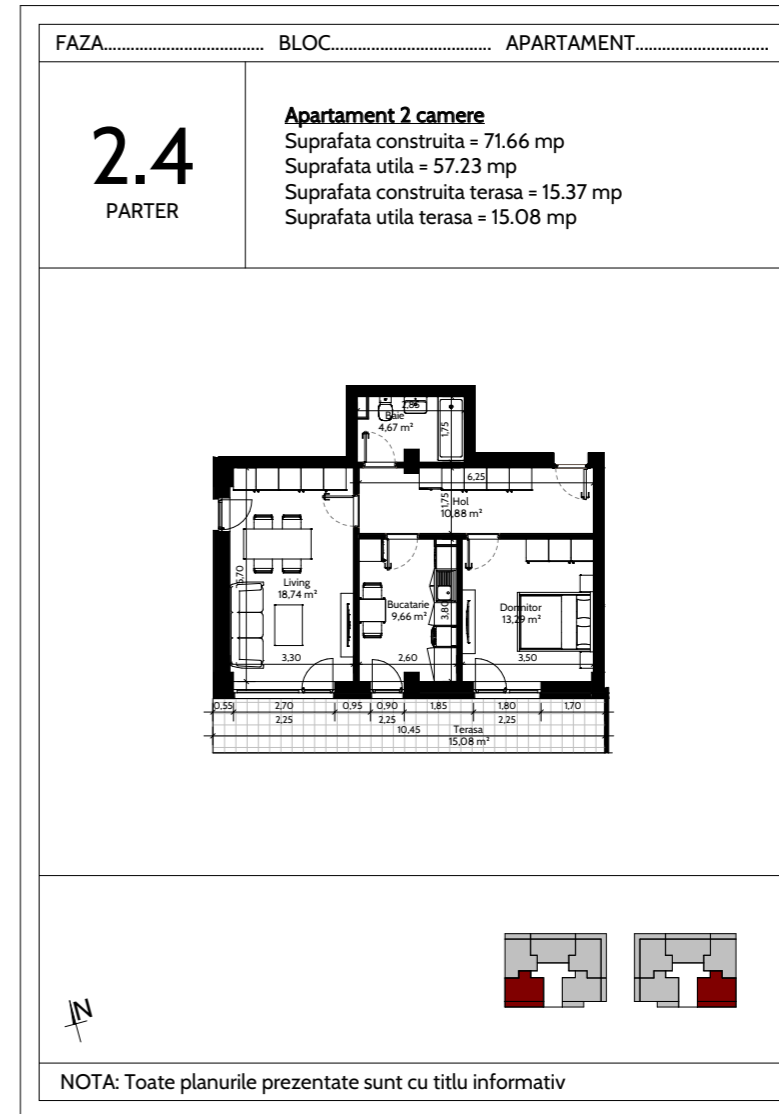 FAZA.................................... BLOC.................................... APARTAMENT..............................
2.4
PARTER
Apartament 2 camere
Suprafata construita = 71.66 mp
Suprafata utila = 57.23 mp
Suprafata construita terasa = 15.37 mp
Suprafata utila terasa = 15.08 mp
2,85
Baie
4,67 m²
1,75
6,25
1,75
Hol
10,88 m²
5,70
Living
18,74 m²
Bucatarie
9,66 m²
3,80
Dormitor
13,29 m²
3,30
2,60
3,50
0,55 2,70 0,95 0,90 1,85 1,80 1,70
2,25 2,25 2,25
10,45
Terasa
15,08 m²
N
NOTA: Toate planurile prezentate sunt cu titlu informativ